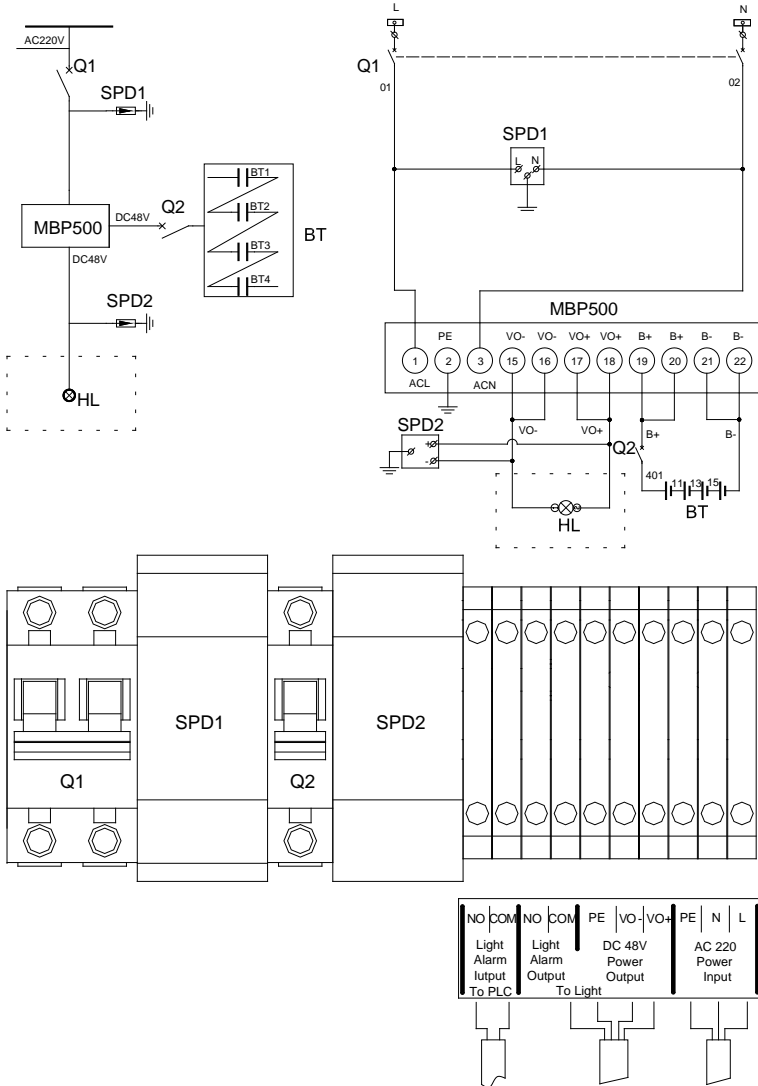 AC220V
Q1
SPD1
MBP500
DC48V
Q2
BT1
BT2
BT3
BT4
BT
DC48V
SPD2
HL
L
N
Q1
01
02
SPD1
L N
MBP500
PE VO- VO- VO+ VO+ B+ B+ B- B-
1 2 3 15 16 17 18 19 20 21 22
ACL ACN
SPD2
+
-
VO- VO+ Q2 B+ B-
401
11 13 15
BT
HL
SPD1
SPD2
Q1
Q2
NO COM NO COM PE VO- VO+ PE N L
Light
Alarm
Iutput
To PLC
Light
Alarm
Output
DC 48V
Power
Output
To Light
AC 220
Power
Input